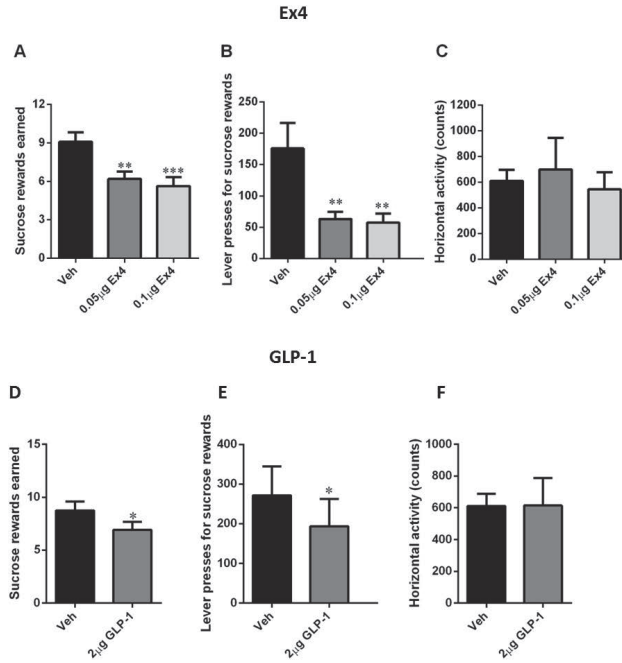 Ex4
A
Sucrose rewards earned
12
9
6
3
0
**
***
Veh
0.05µg Ex4
0.1µg Ex4
B
Lever presses for sucrose rewards
250
200
150
100
50
0
**
**
Veh
0.05µg Ex4
0.1µg Ex4
C
Horizontal activity (counts)
1200
1000
800
600
400
200
0
Veh
0.05µg Ex4
0.1µg Ex4
GLP-1
D
Sucrose rewards earned
15
10
5
0
*
Veh
2µg GLP-1
E
Lever presses for sucrose rewards
400
300
200
100
0
*
Veh
2µg GLP-1
F
Horizontal activity (counts)
1000
800
600
400
200
0
Veh
2µg GLP-1